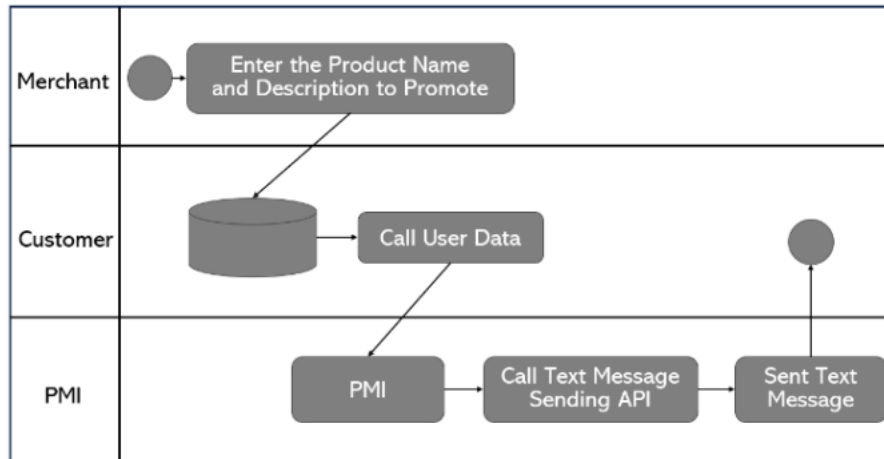 Merchant
Enter the Product Name
and Description to Promote
Customer
Call User Data
PMI
PMI
Call Text Message
Sending API
Sent Text
Message